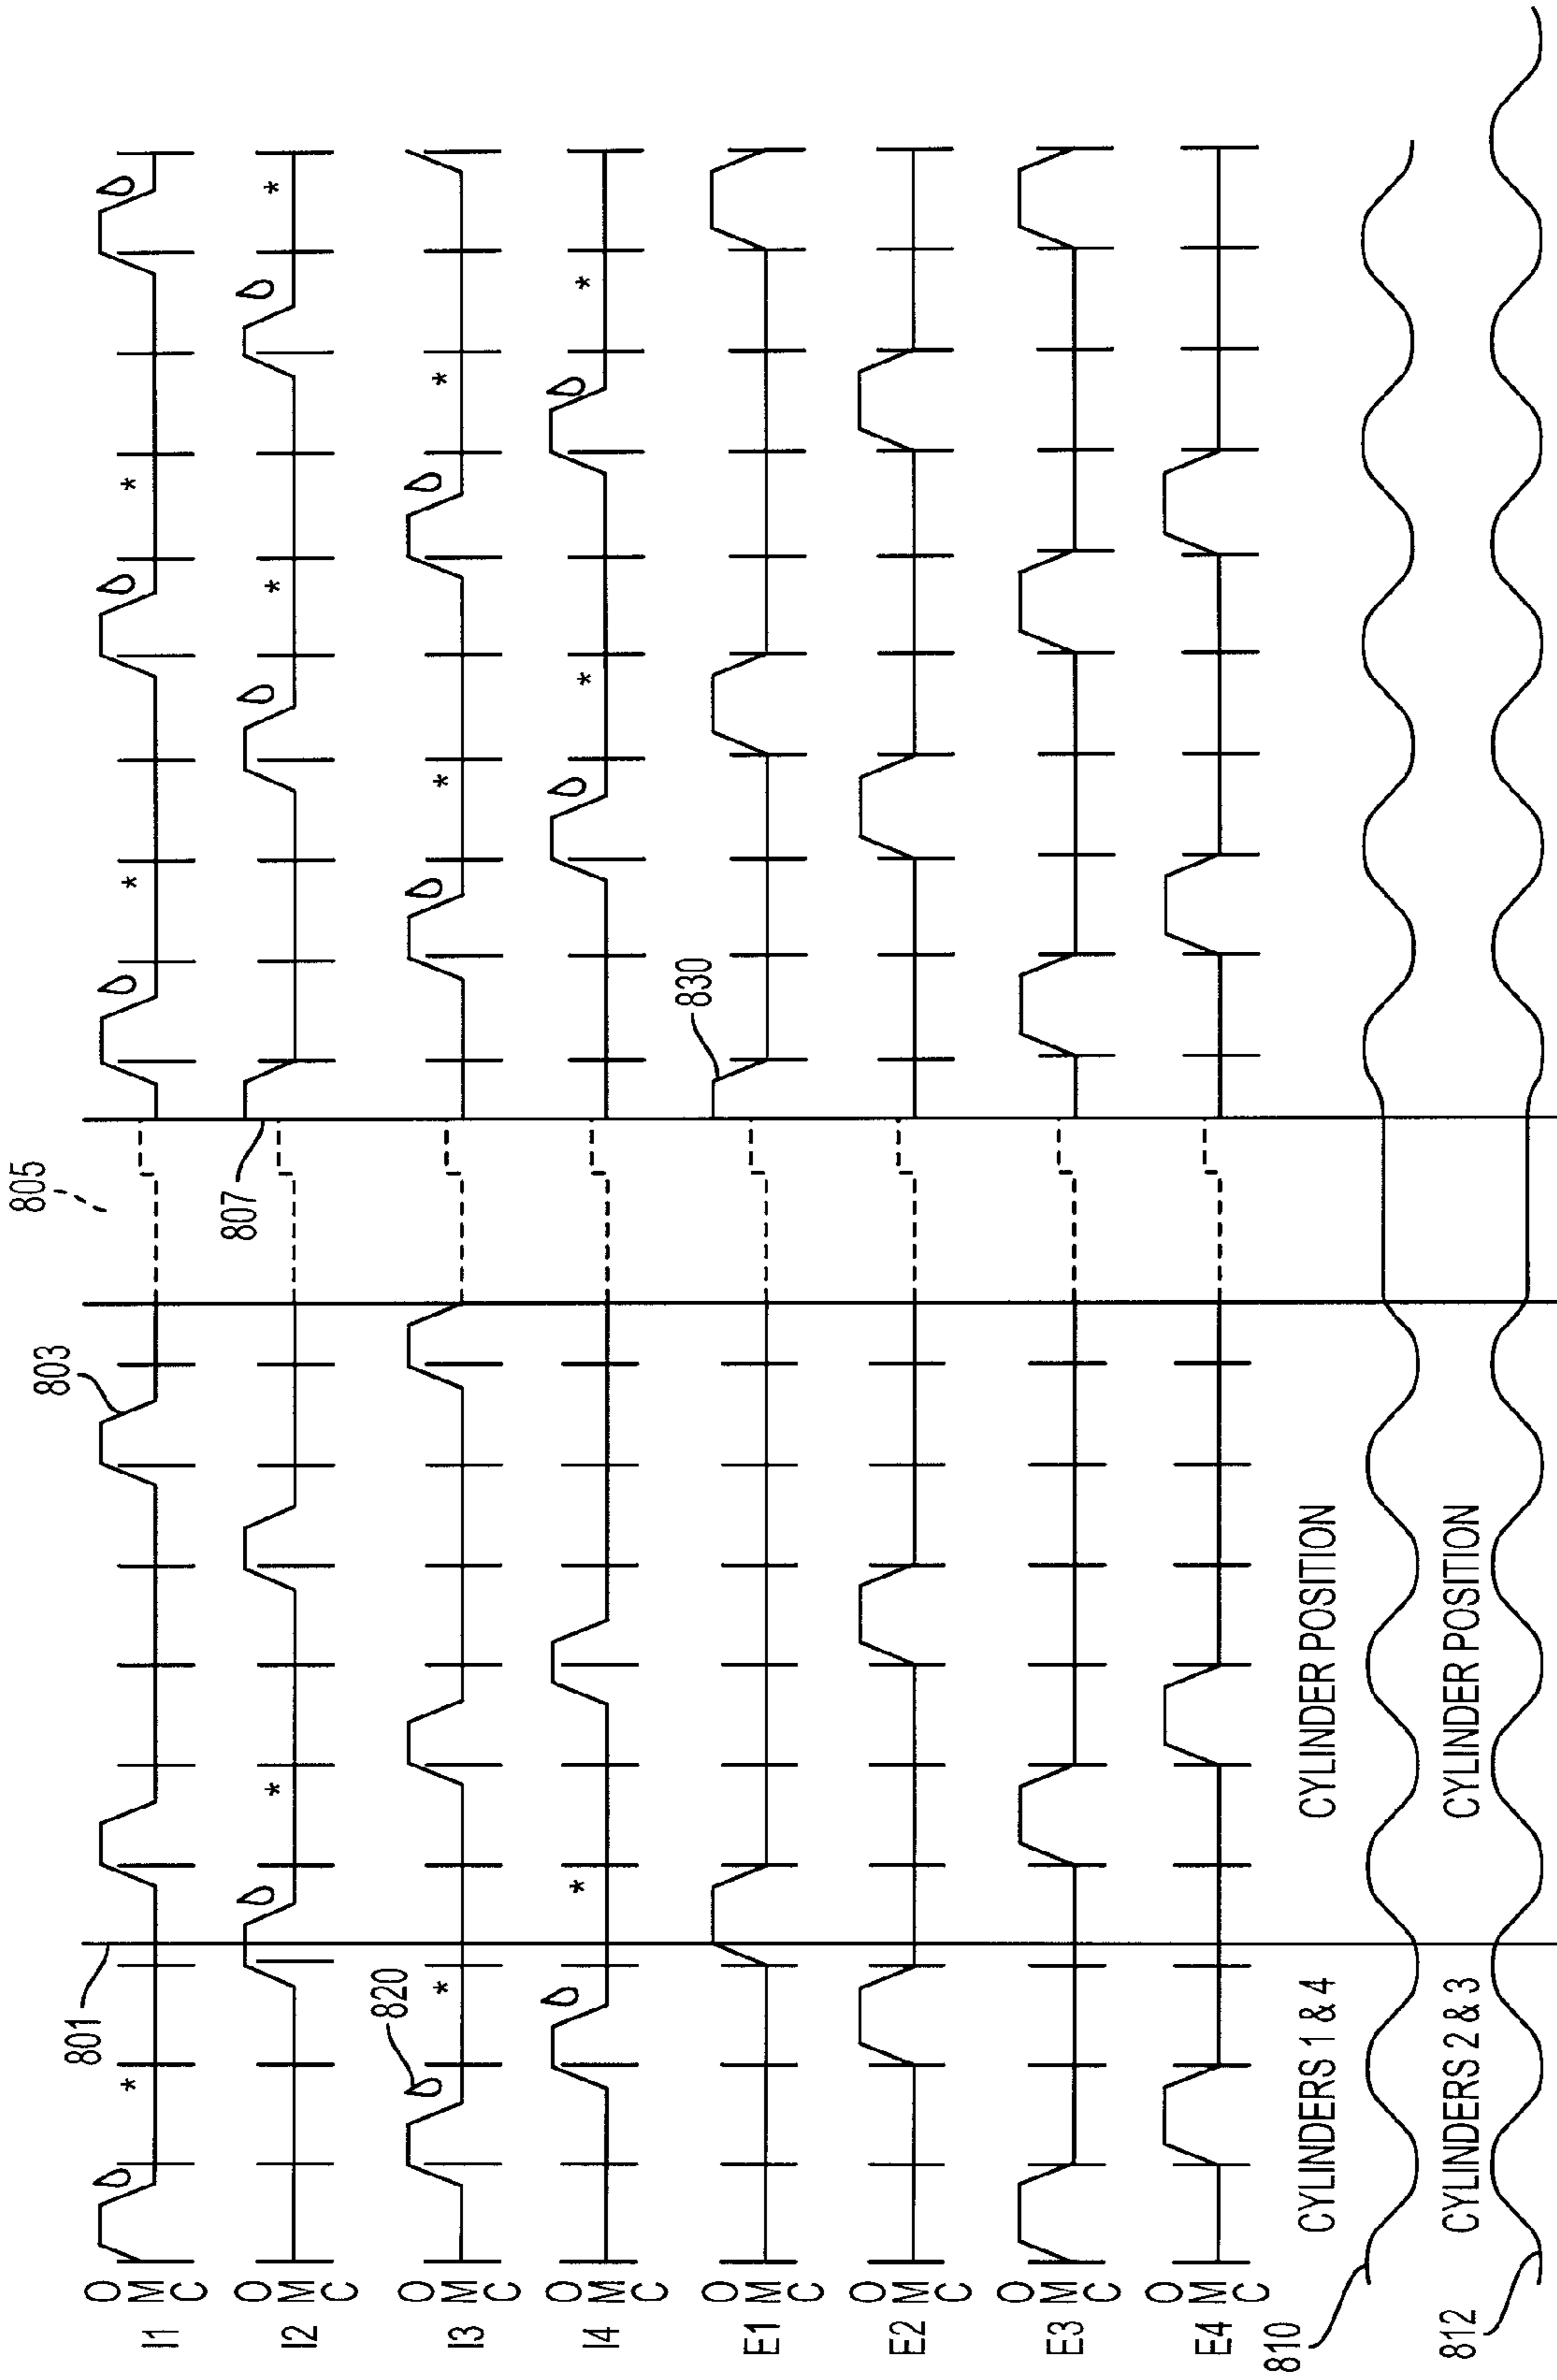 805
801
803
807
O
M
C
I1
*
*
*
O
M
C
I2
*
*
*
O
M
C
I3
820
*
*
*
O
M
C
I4
*
*
*
O
M
C
E1
830
O
M
C
E2
O
M
C
E3
O
M
C
E4
CYLINDERS 1 & 4 CYLINDER POSITION
810
CYLINDERS 2 & 3 CYLINDER POSITION
812